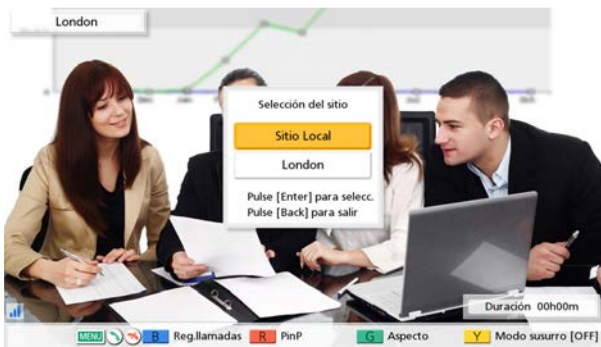 London
Selección del sitio
Sitio Local
London
Pulse [Enter] para selecc.
Pulse [Back] para salir
Duración 00h00m
MENU B Reg.llamadas R PinP G Aspecto Y Modo susurro [OFF]